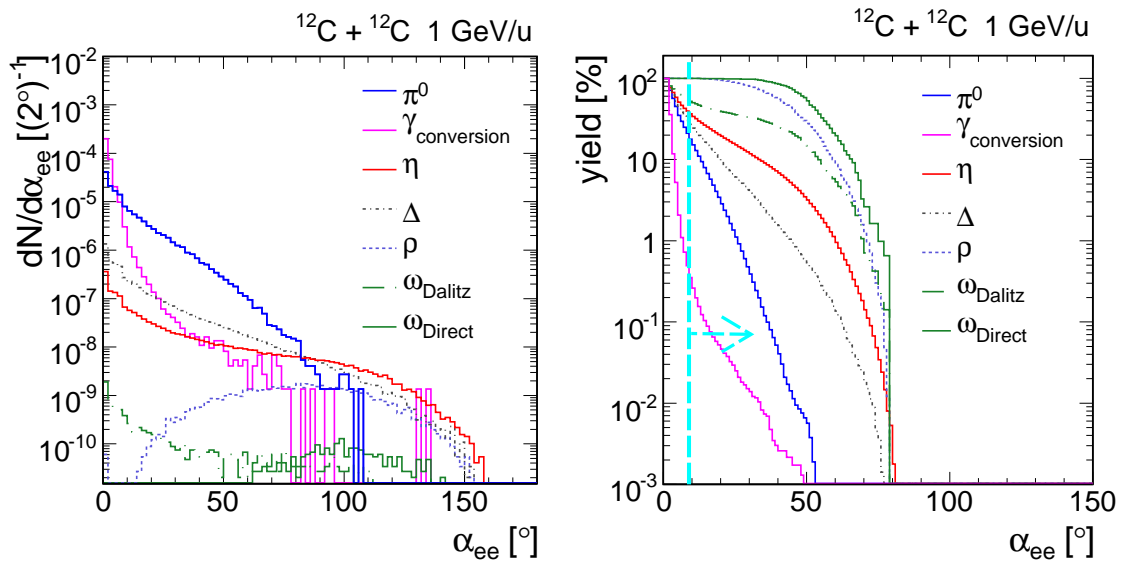 ¹²C + ¹²C 1 GeV/u
dN/dα_ee [(2°)⁻¹]
10⁻²
10⁻³
10⁻⁴
10⁻⁵
10⁻⁶
10⁻⁷
10⁻⁸
10⁻⁹
10⁻¹⁰
π⁰
γ_conversion
η
Δ
ρ
ω_Dalitz
ω_Direct
0 50 100 150
α_ee [°]
¹²C + ¹²C 1 GeV/u
yield [%]
10²
10
1
10⁻¹
10⁻²
10⁻³
π⁰
γ_conversion
η
Δ
ρ
ω_Dalitz
ω_Direct
0 50 100 150
α_ee [°]